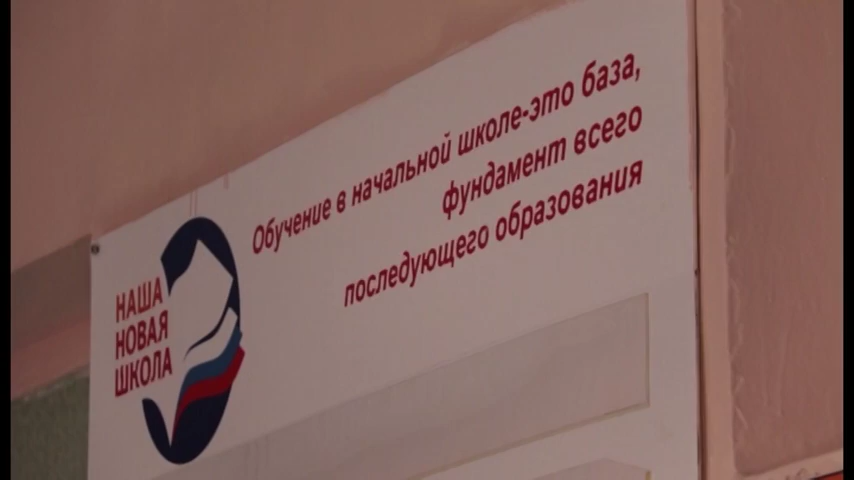 Обучение в начальной школе-это база,
фундамент всего
последующего образования
НАША
НОВАЯ
ШКОЛА